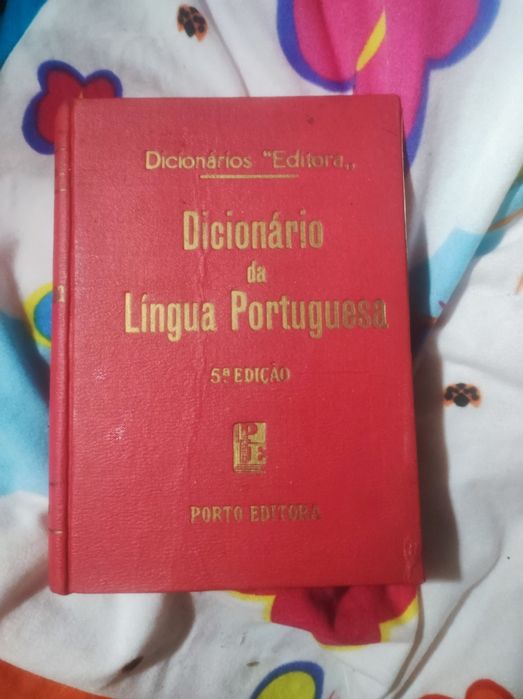 Dicionários "Editora„
Dicionário
da
Língua Portuguesa
5ª EDIÇÃO
PE
PORTO EDITORA